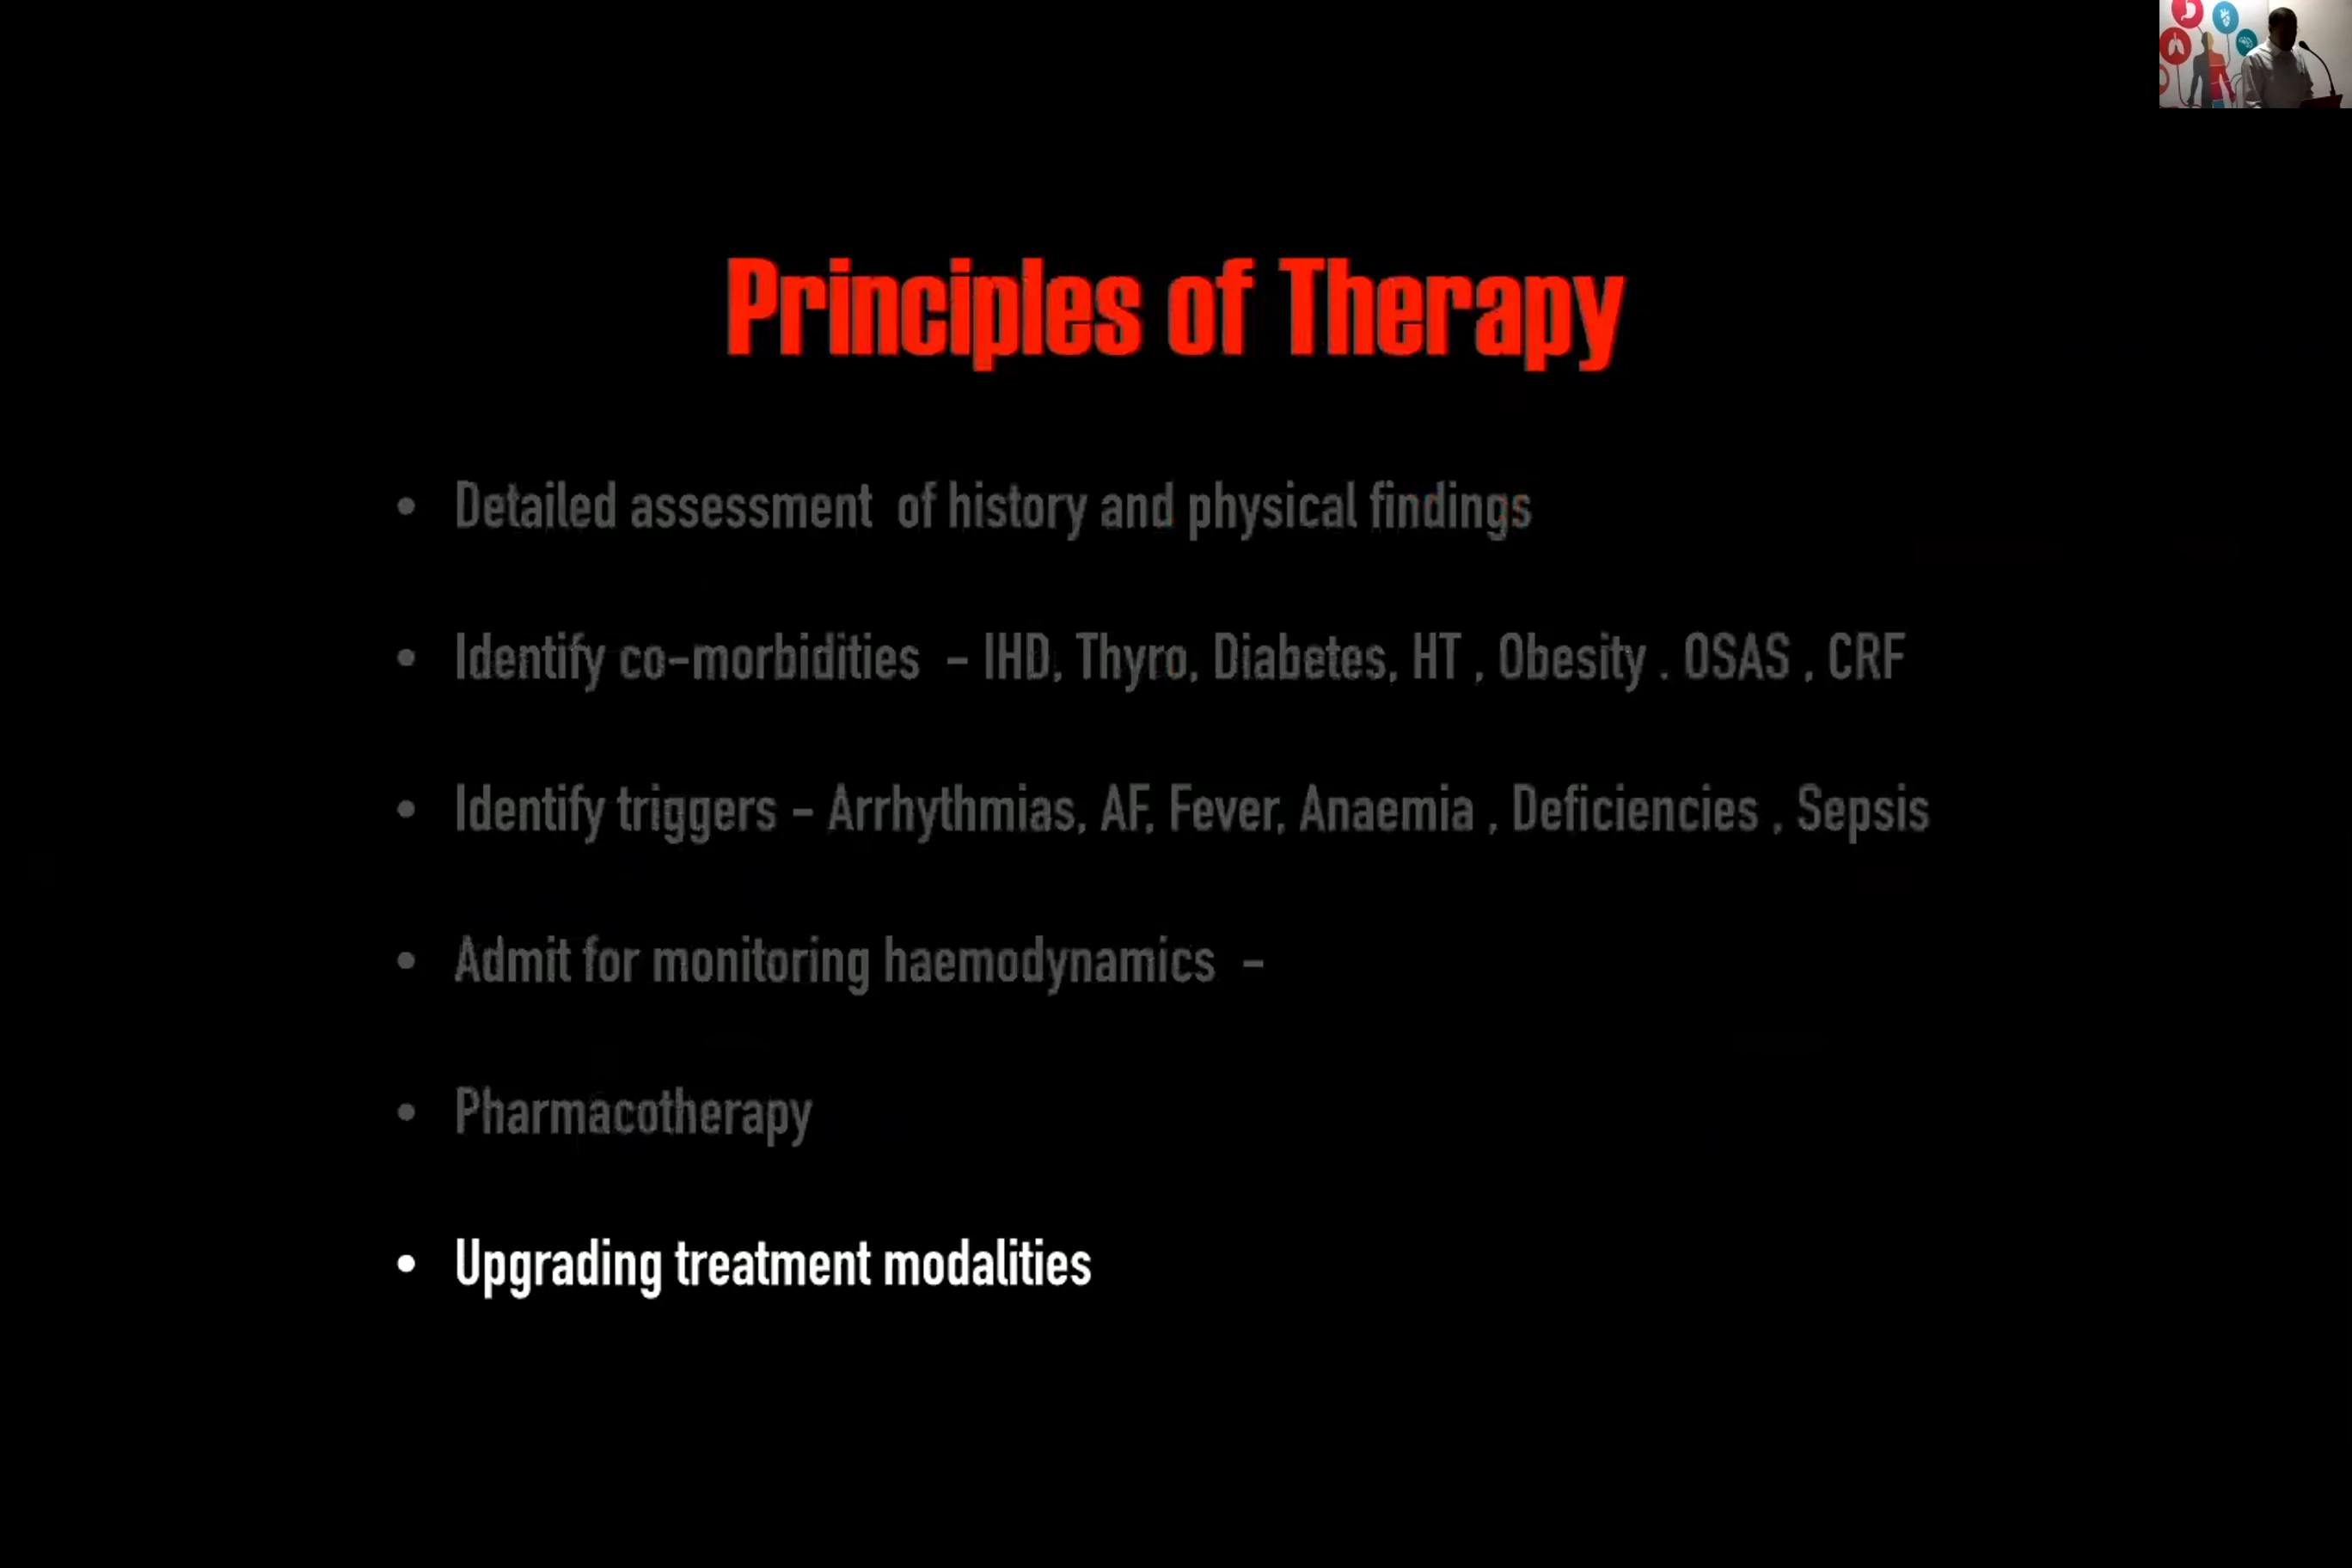 Principles of Therapy
• Detailed assessment of history and physical findings
• Identify co-morbidities - IHD, Thyro, Diabetes, HT , Obesity . OSAS , CRF
• Identify triggers - Arrhythmias, AF, Fever, Anaemia , Deficiencies , Sepsis
• Admit for monitoring haemodynamics -
• Pharmacotherapy
• Upgrading treatment modalities